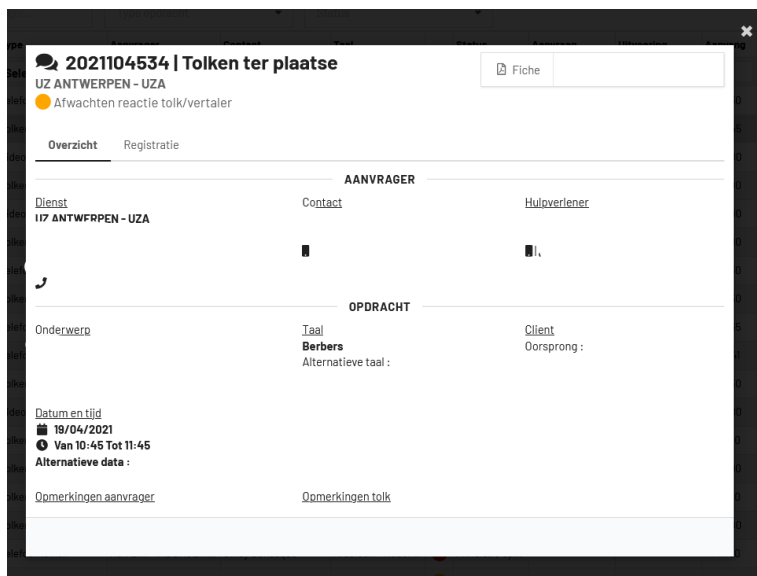 2021104534 | Tolken ter plaatse
Fiche
UZ ANTWERPEN - UZA
Afwachten reactie tolk/vertaler
Overzicht Registratie
AANVRAGER
Dienst Contact Hulpverlener
UZ ANTWERPEN - UZA
OPDRACHT
Onderwerp Taal Client
Berbers Oorsprong :
Alternatieve taal :
Datum en tijd
19/04/2021
Van 10:45 Tot 11:45
Alternatieve data :
Opmerkingen aanvrager Opmerkingen tolk